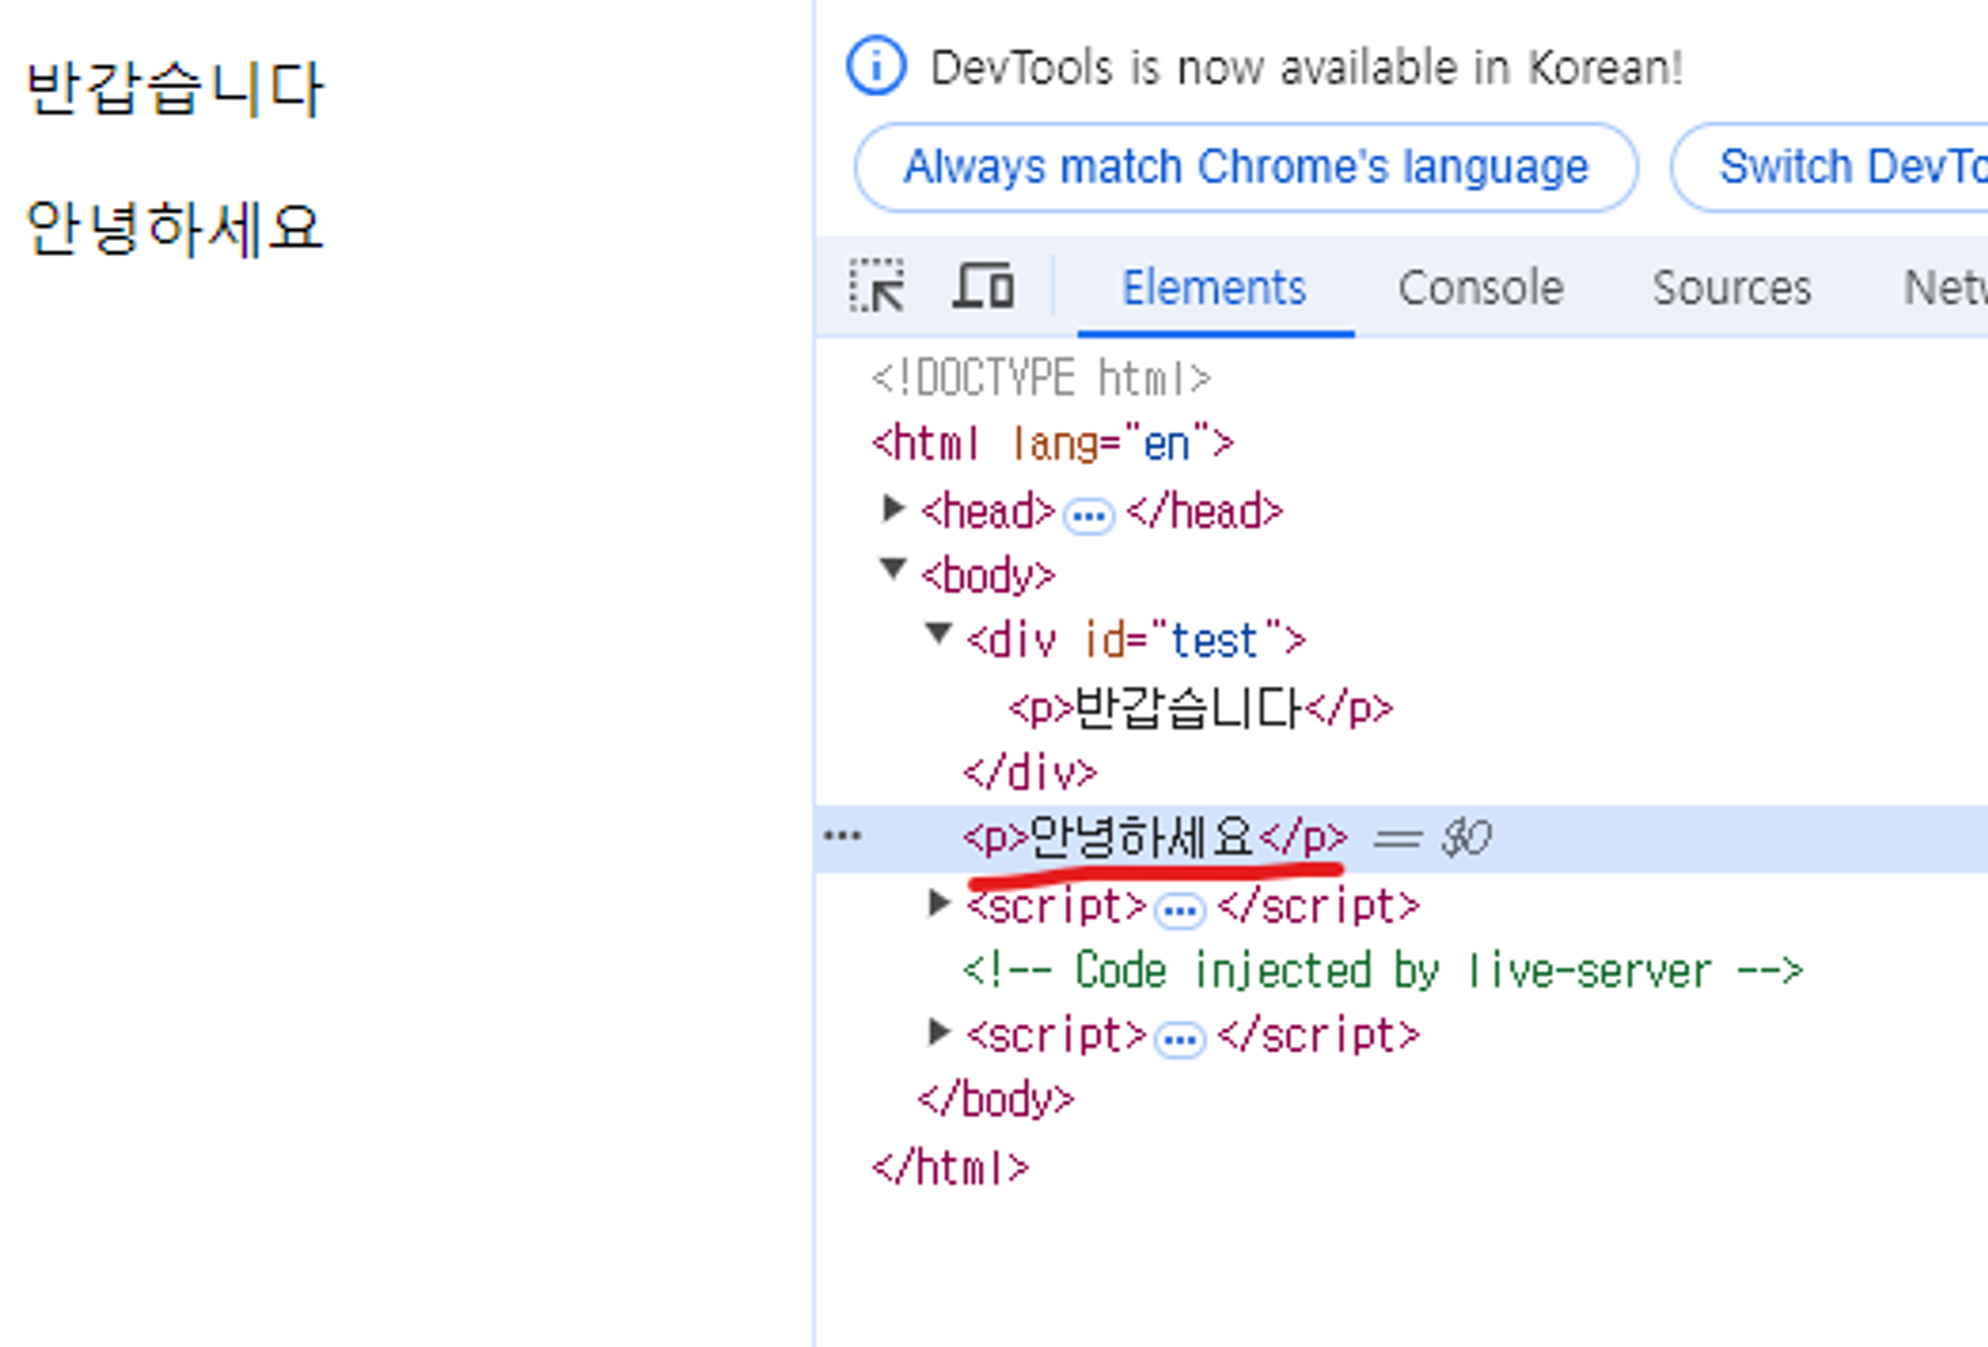 반갑습니다
안녕하세요
DevTools is now available in Korean!
Always match Chrome's language
Switch
Elements Console Sources
<!DOCTYPE html>
<html lang="en">
<head> ••• </head>
<body>
<div id="test">
<p>반갑습니다</p>
</div>
••• <p>안녕하세요</p> == $0
<script> ••• </script>
<!-- Code injected by live-server -->
<script> ••• </script>
</body>
</html>